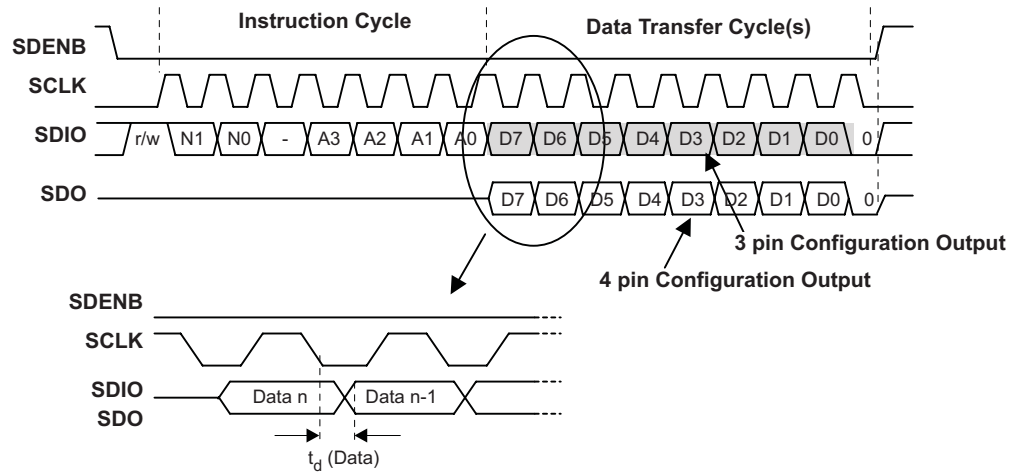 Instruction Cycle Data Transfer Cycle(s)
SDENB
SCLK
SDIO r/w N1 N0 - A3 A2 A1 A0 D7 D6 D5 D4 D3 D2 D1 D0 0
SDO D7 D6 D5 D4 D3 D2 D1 D0 0
3 pin Configuration Output
4 pin Configuration Output
SDENB
SCLK
SDIO Data n Data n-1
SDO
td (Data)